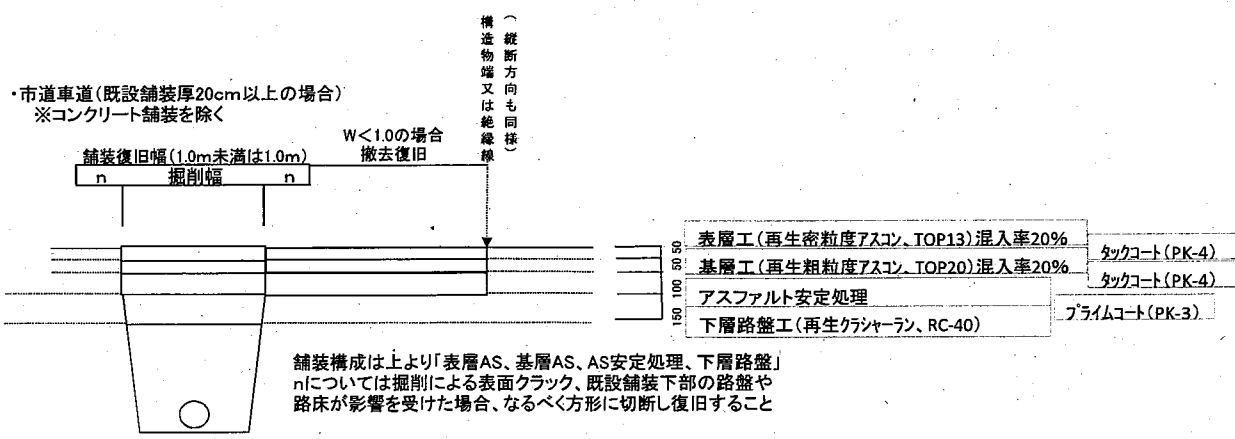 (縦断方向も同様)
構造物端又は絶縁線
・市道車道(既設舗装厚20cm以上の場合)
※コンクリート舗装を除く
W<1.0の場合
撤去復旧
舗装復旧幅(1.0m未満は1.0m)
n 掘削幅 n
50 表層工(再生密粒度アスコン、TOP13)混入率20%
タックコート(PK-4)
50 基層工(再生粗粒度アスコン、TOP20)混入率20%
タックコート(PK-4)
100 アスファルト安定処理
プライムコート(PK-3)
150 下層路盤工(再生クラシャーラン、RC-40)
舗装構成は上より「表層AS、基層AS、AS安定処理、下層路盤」
nについては掘削による表面クラック、既設舗装下部の路盤や
路床が影響を受けた場合、なるべく方形に切断し復旧すること